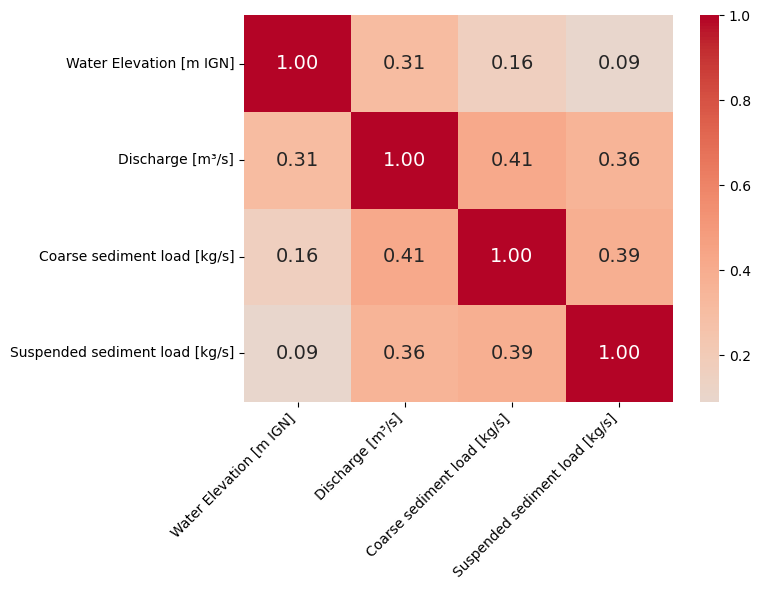 Water Elevation [m IGN] 1.00 0.31 0.16 0.09
Discharge [m³/s] 0.31 1.00 0.41 0.36
Coarse sediment load [kg/s] 0.16 0.41 1.00 0.39
Suspended sediment load [kg/s] 0.09 0.36 0.39 1.00
Water Elevation [m IGN]
Discharge [m³/s]
Coarse sediment load [kg/s]
Suspended sediment load [kg/s]
1.0
0.8
0.6
0.4
0.2